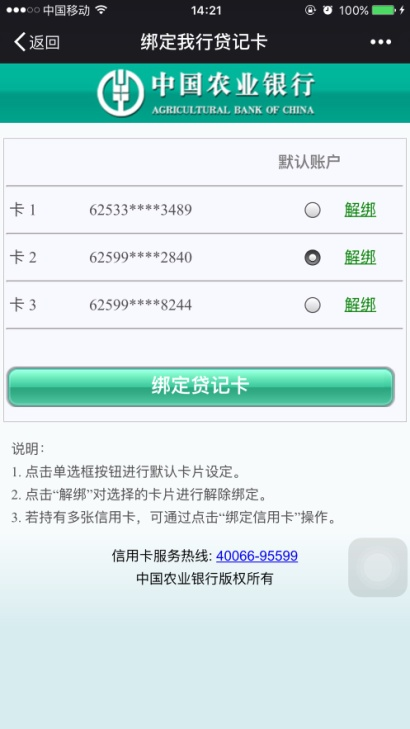 中国移动 14:21 100%
返回 绑定我行贷记卡
中国农业银行
AGRICULTURAL BANK OF CHINA
默认账户
卡 1 62533****3489 解绑
卡 2 62599****2840 解绑
卡 3 62599****8244 解绑
绑定贷记卡
说明：
1. 点击单选框按钮进行默认卡片设定。
2. 点击“解绑”对选择的卡片进行解除绑定。
3. 若持有多张信用卡，可通过点击“绑定信用卡”操作。
信用卡服务热线: 40066-95599
中国农业银行版权所有